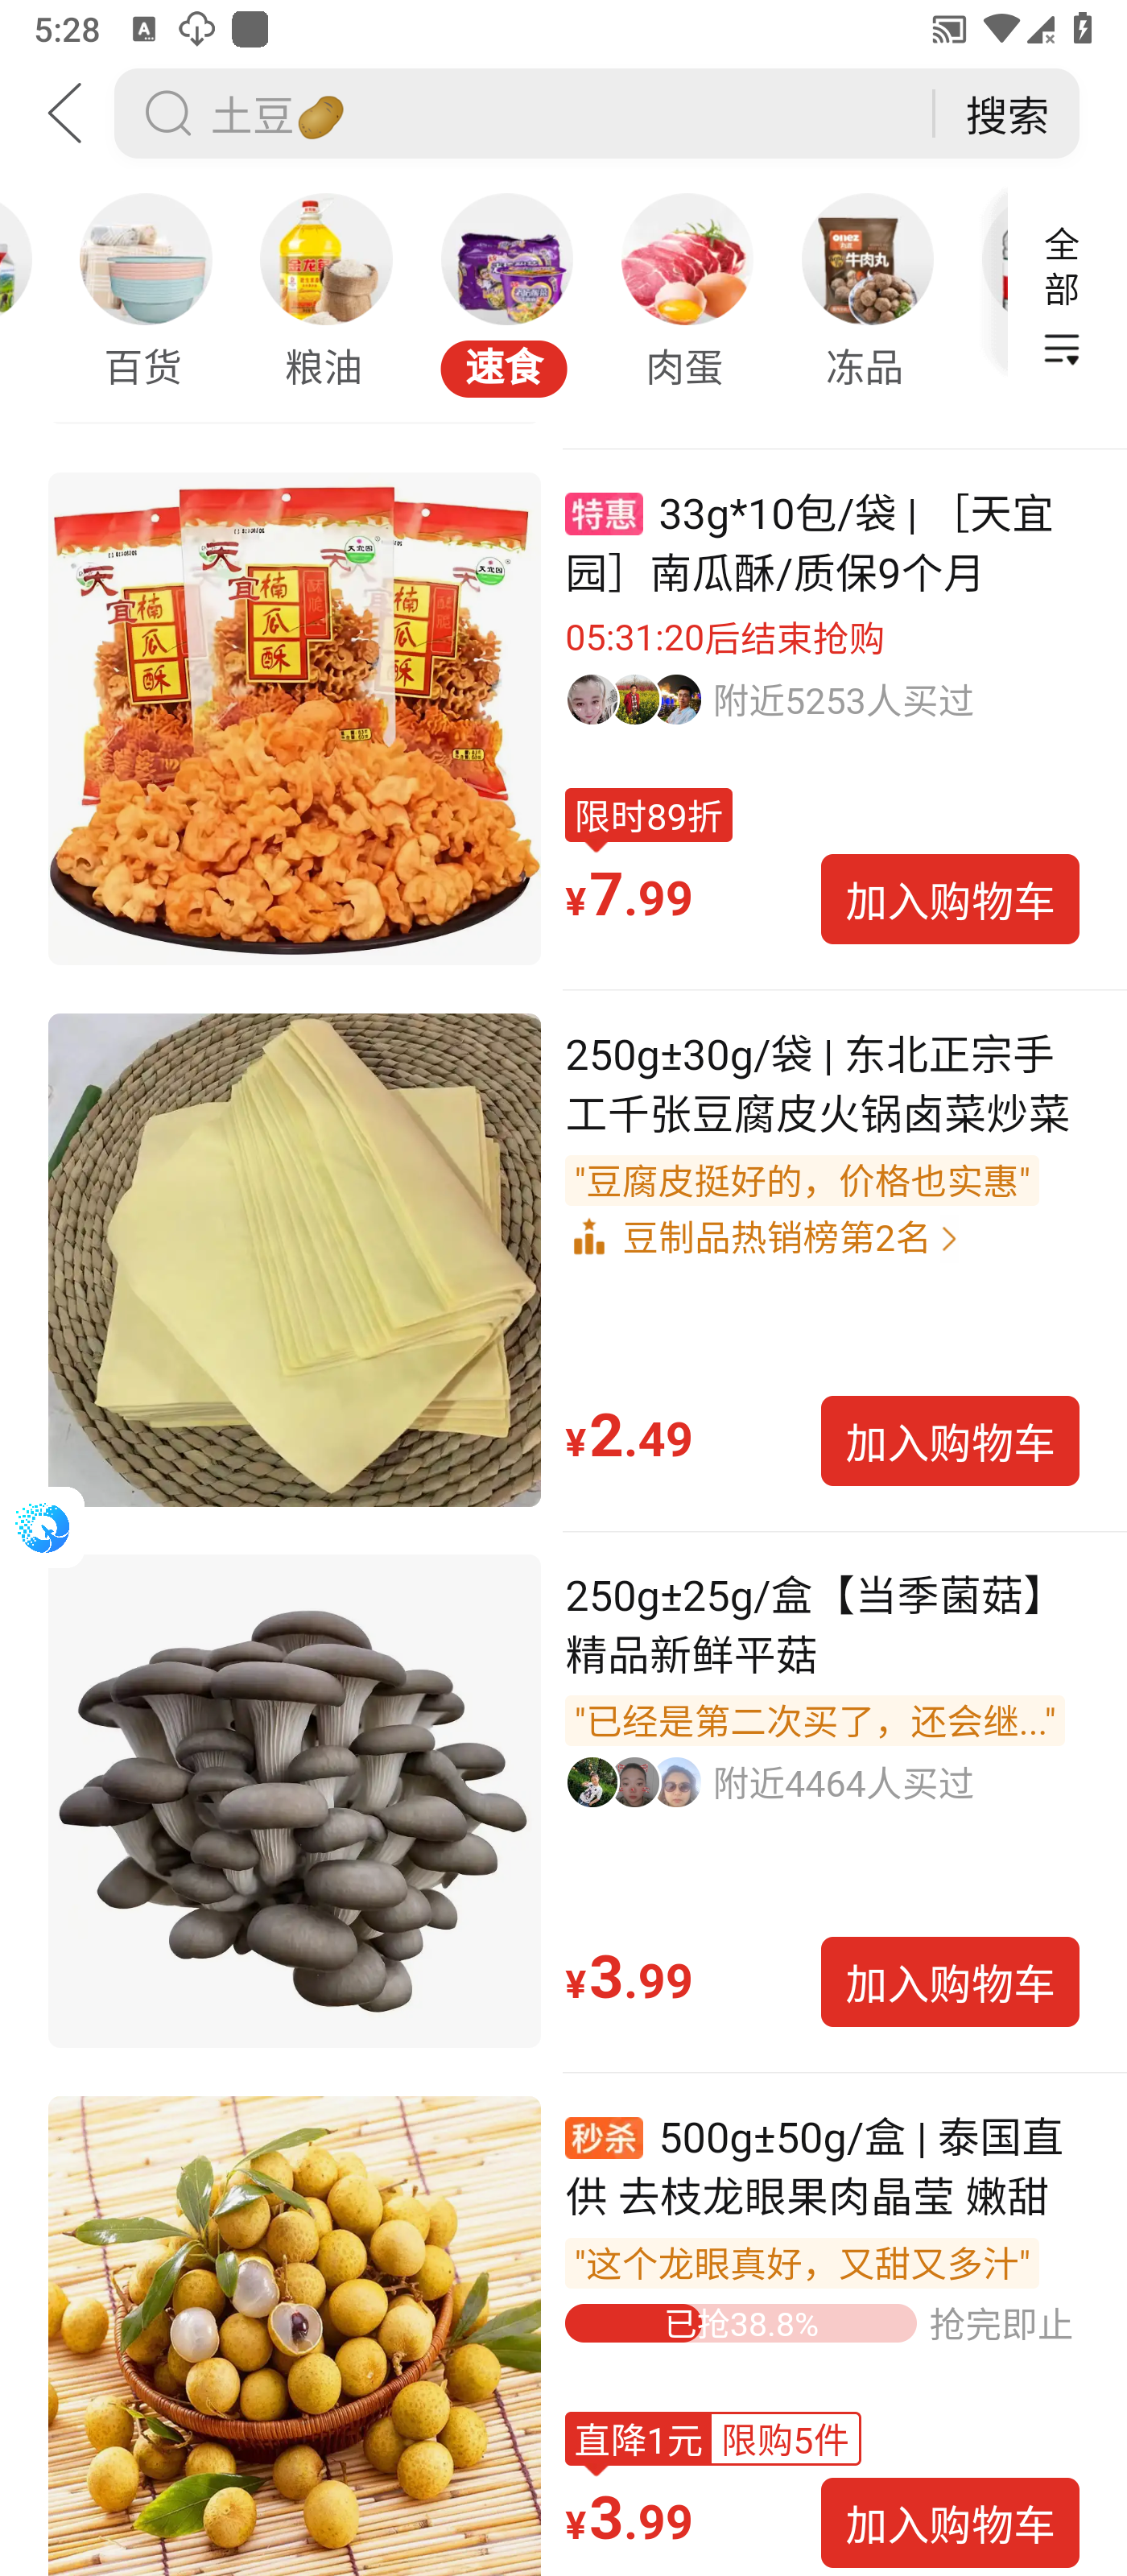 5:28
土豆🥔
搜索
百货
粮油
速食
肉蛋
冻品
全部
特惠 33g*10包/袋 | ［天宜
园］南瓜酥/质保9个月
05:31:20后结束抢购
附近5253人买过
限时89折
¥7.99
加入购物车
250g±30g/袋 | 东北正宗手
工千张豆腐皮火锅卤菜炒菜
"豆腐皮挺好的，价格也实惠"
豆制品热销榜第2名
¥2.49
加入购物车
250g±25g/盒【当季菌菇】
精品新鲜平菇
"已经是第二次买了，还会继..."
附近4464人买过
¥3.99
加入购物车
秒杀 500g±50g/盒 | 泰国直
供 去枝龙眼果肉晶莹 嫩甜
"这个龙眼真好，又甜又多汁"
已抢38.8% 抢完即止
直降1元 限购5件
¥3.99
加入购物车